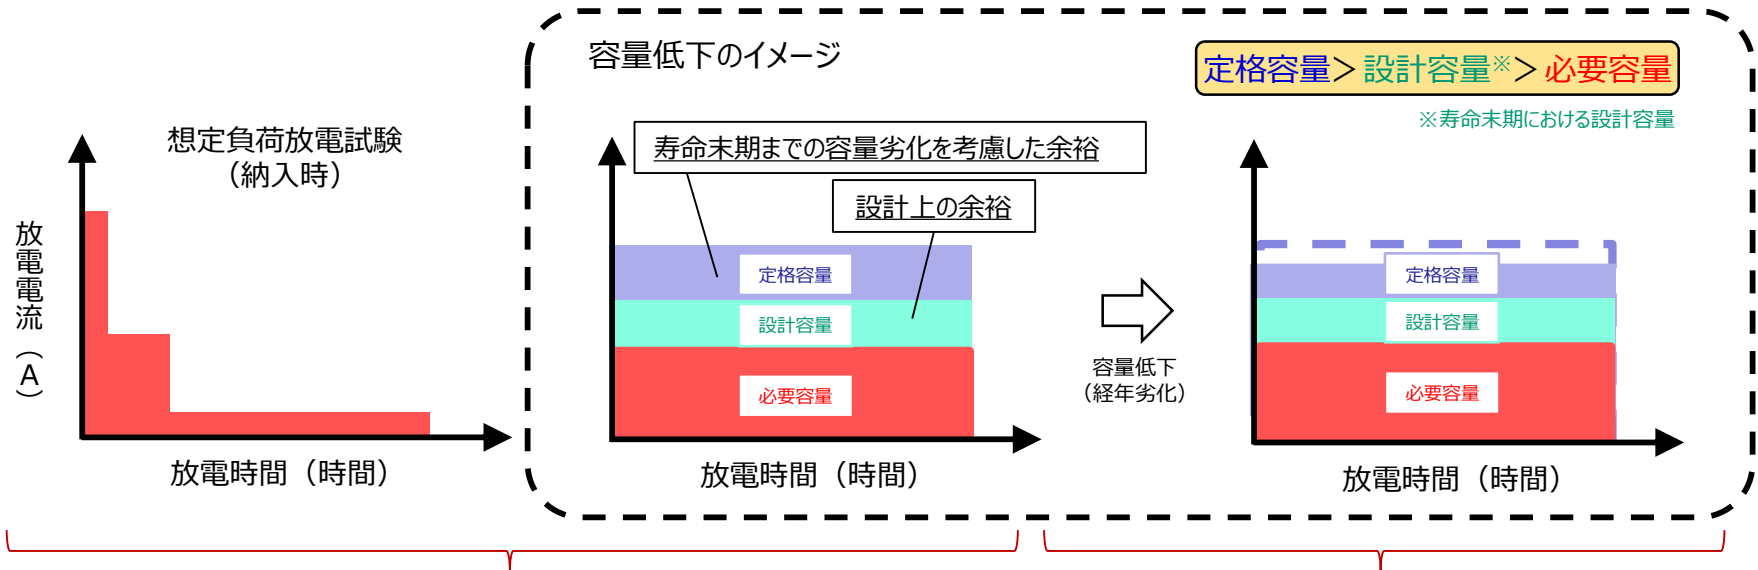 容量低下のイメージ
定格容量＞設計容量※＞必要容量
※寿命末期における設計容量
想定負荷放電試験
（納入時）
放電電流（A）
放電時間（時間）
寿命末期までの容量劣化を考慮した余裕
設計上の余裕
定格容量
設計容量
必要容量
放電時間（時間）
容量低下
（経年劣化）
定格容量
設計容量
必要容量
放電時間（時間）